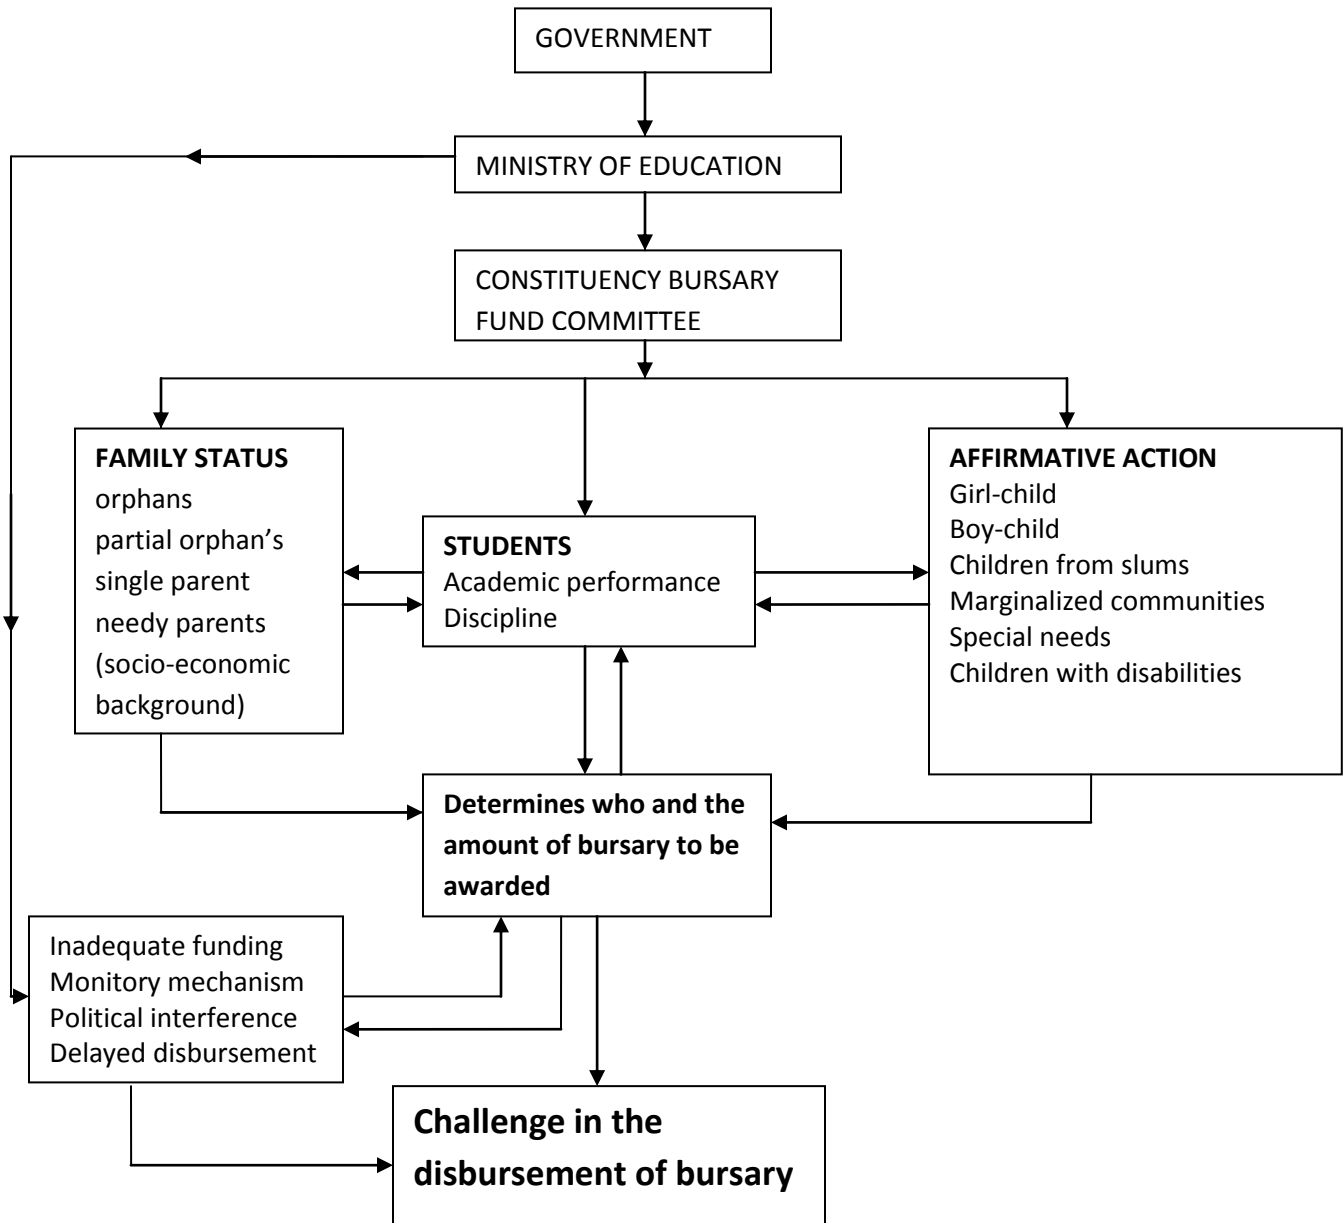 GOVERNMENT
MINISTRY OF EDUCATION
CONSTITUENCY BURSARY
FUND COMMITTEE
FAMILY STATUS
orphans
partial orphan’s
single parent
needy parents
(socio-economic
background)
STUDENTS
Academic performance
Discipline
AFFIRMATIVE ACTION
Girl-child
Boy-child
Children from slums
Marginalized communities
Special needs
Children with disabilities
Determines who and the
amount of bursary to be
awarded
Inadequate funding
Monitory mechanism
Political interference
Delayed disbursement
Challenge in the
disbursement of bursary